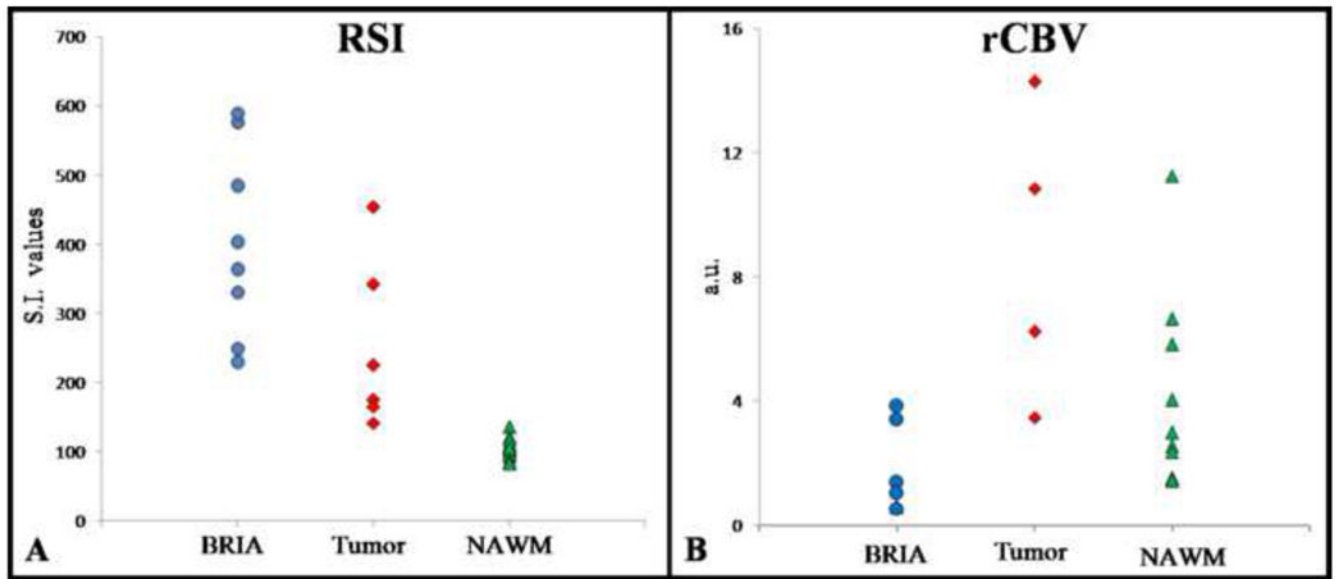 RSI
700
600
500
400
300
200
100
0
S.I. values
BRIA Tumor NAWM
A
rCBV
16
12
8
4
0
a.u.
BRIA Tumor NAWM
B